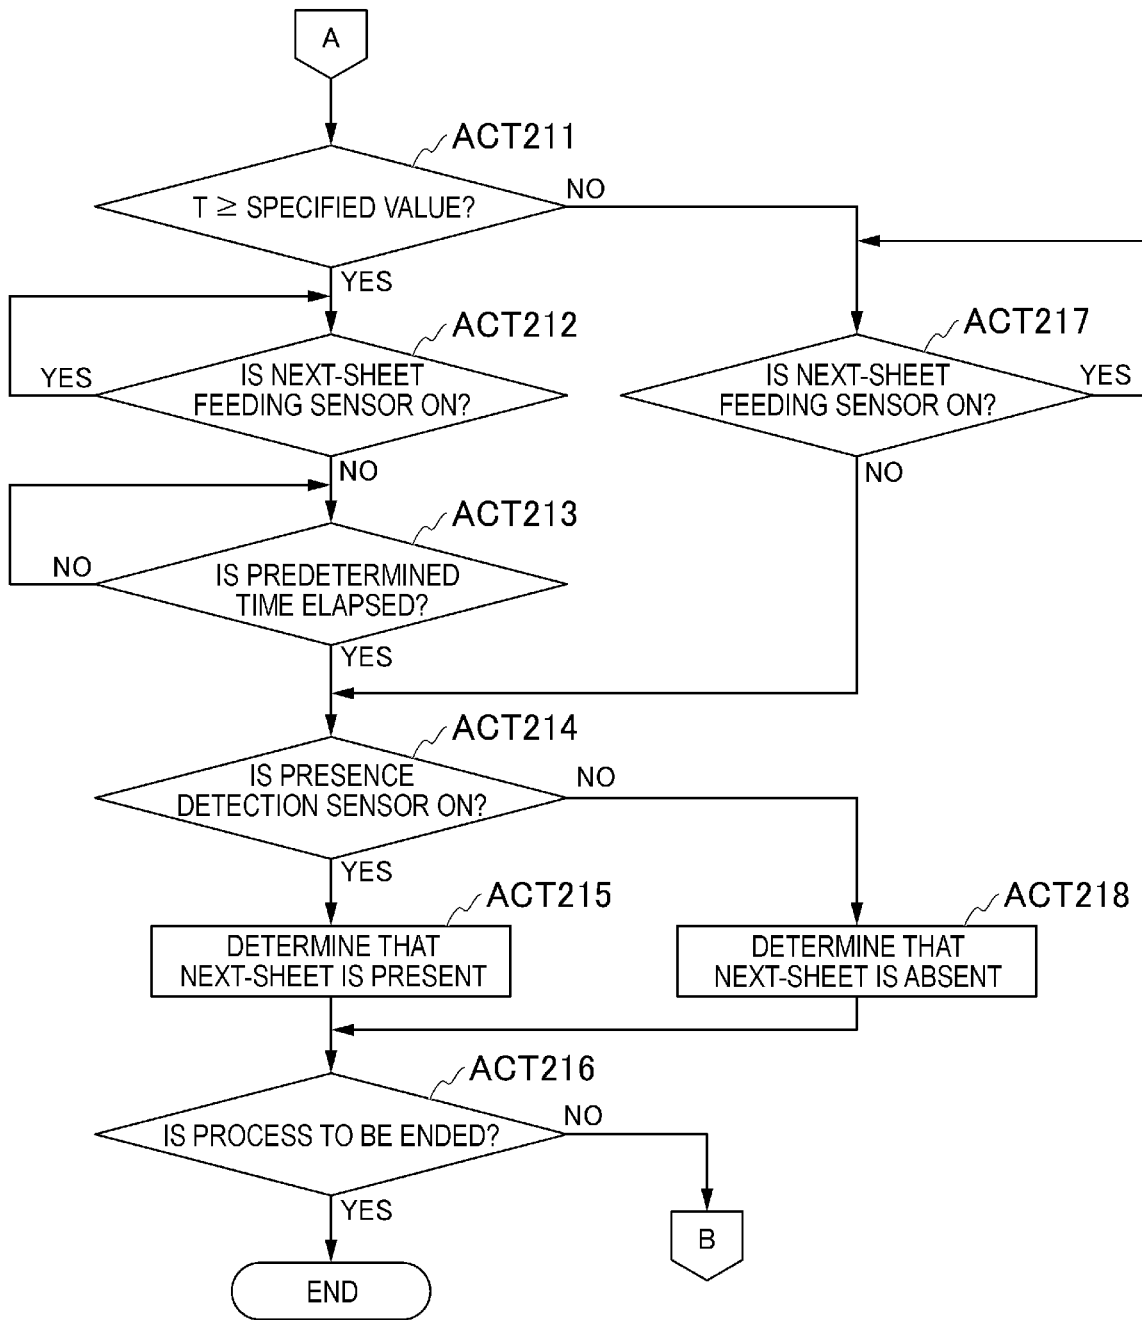 A
ACT211
T ≥ SPECIFIED VALUE?
NO
YES
ACT212
IS NEXT-SHEET
FEEDING SENSOR ON?
YES
NO
ACT217
IS NEXT-SHEET
FEEDING SENSOR ON?
YES
NO
ACT213
IS PREDETERMINED
TIME ELAPSED?
NO
YES
ACT214
IS PRESENCE
DETECTION SENSOR ON?
NO
YES
ACT215
DETERMINE THAT
NEXT-SHEET IS PRESENT
ACT218
DETERMINE THAT
NEXT-SHEET IS ABSENT
ACT216
IS PROCESS TO BE ENDED?
NO
YES
B
END